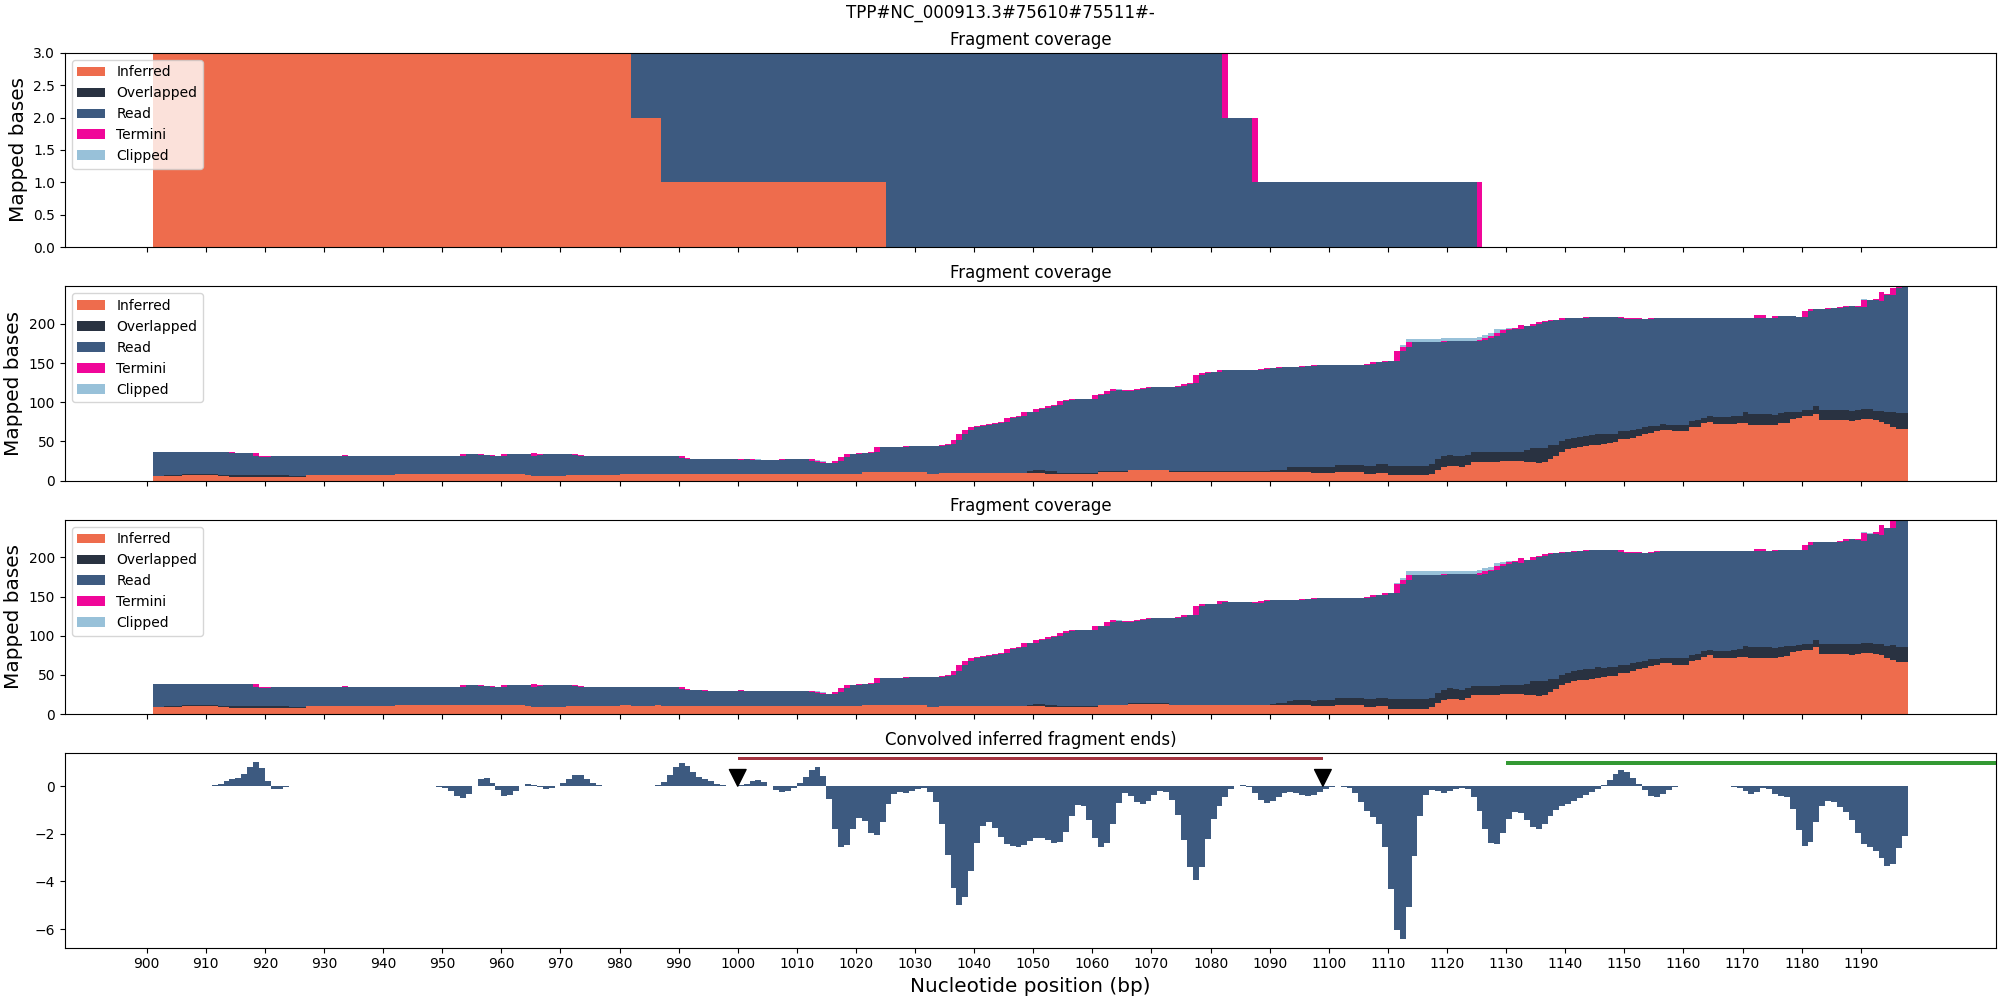 TPP#NC_000913.3#75610#75511#-
Fragment coverage
Mapped bases
3.0
2.5
2.0
1.5
1.0
0.5
0.0
Inferred
Overlapped
Read
Termini
Clipped
Fragment coverage
Mapped bases
200
150
100
50
0
Inferred
Overlapped
Read
Termini
Clipped
Fragment coverage
Mapped bases
200
150
100
50
0
Inferred
Overlapped
Read
Termini
Clipped
Convolved inferred fragment ends)
0
−2
−4
−6
900 910 920 930 940 950 960 970 980 990 1000 1010 1020 1030 1040 1050 1060 1070 1080 1090 1100 1110 1120 1130 1140 1150 1160 1170 1180 1190
Nucleotide position (bp)